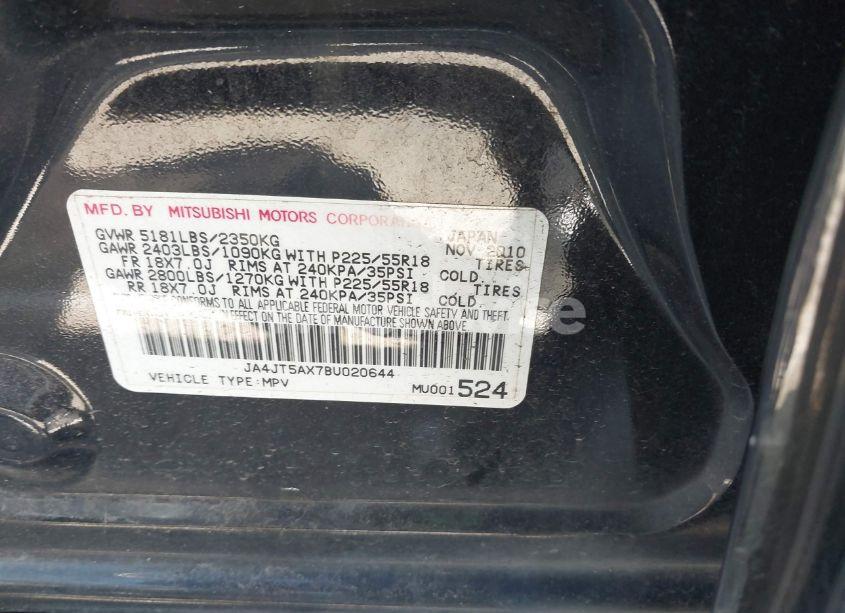 MFD. BY MITSUBISHI MOTORS CORPORATION JAPAN
GVWR 5181LBS/2350KG NOV 2010
GAWR 2403LBS/1090KG WITH P225/55R18 TIRES
FR 18X7.0J RIMS AT 240KPA/35PSI COLD
GAWR 2800LBS/1270KG WITH P225/55R18 TIRES
RR 18X7.0J RIMS AT 240KPA/35PSI COLD.
CONFORMS TO ALL APPLICABLE FEDERAL MOTOR VEHICLE SAFETY AND THEFT
IN EFFECT ON THE DATE OF MANUFACTURE SHOWN ABOVE.
JA4JT5AX7BU020644
VEHICLE TYPE:MPV MU001524